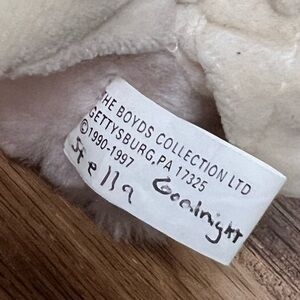 THE BOYDS COLLECTION LTD
GETTYSBURG, PA 17325
©1990-1997
Stella Goodnight